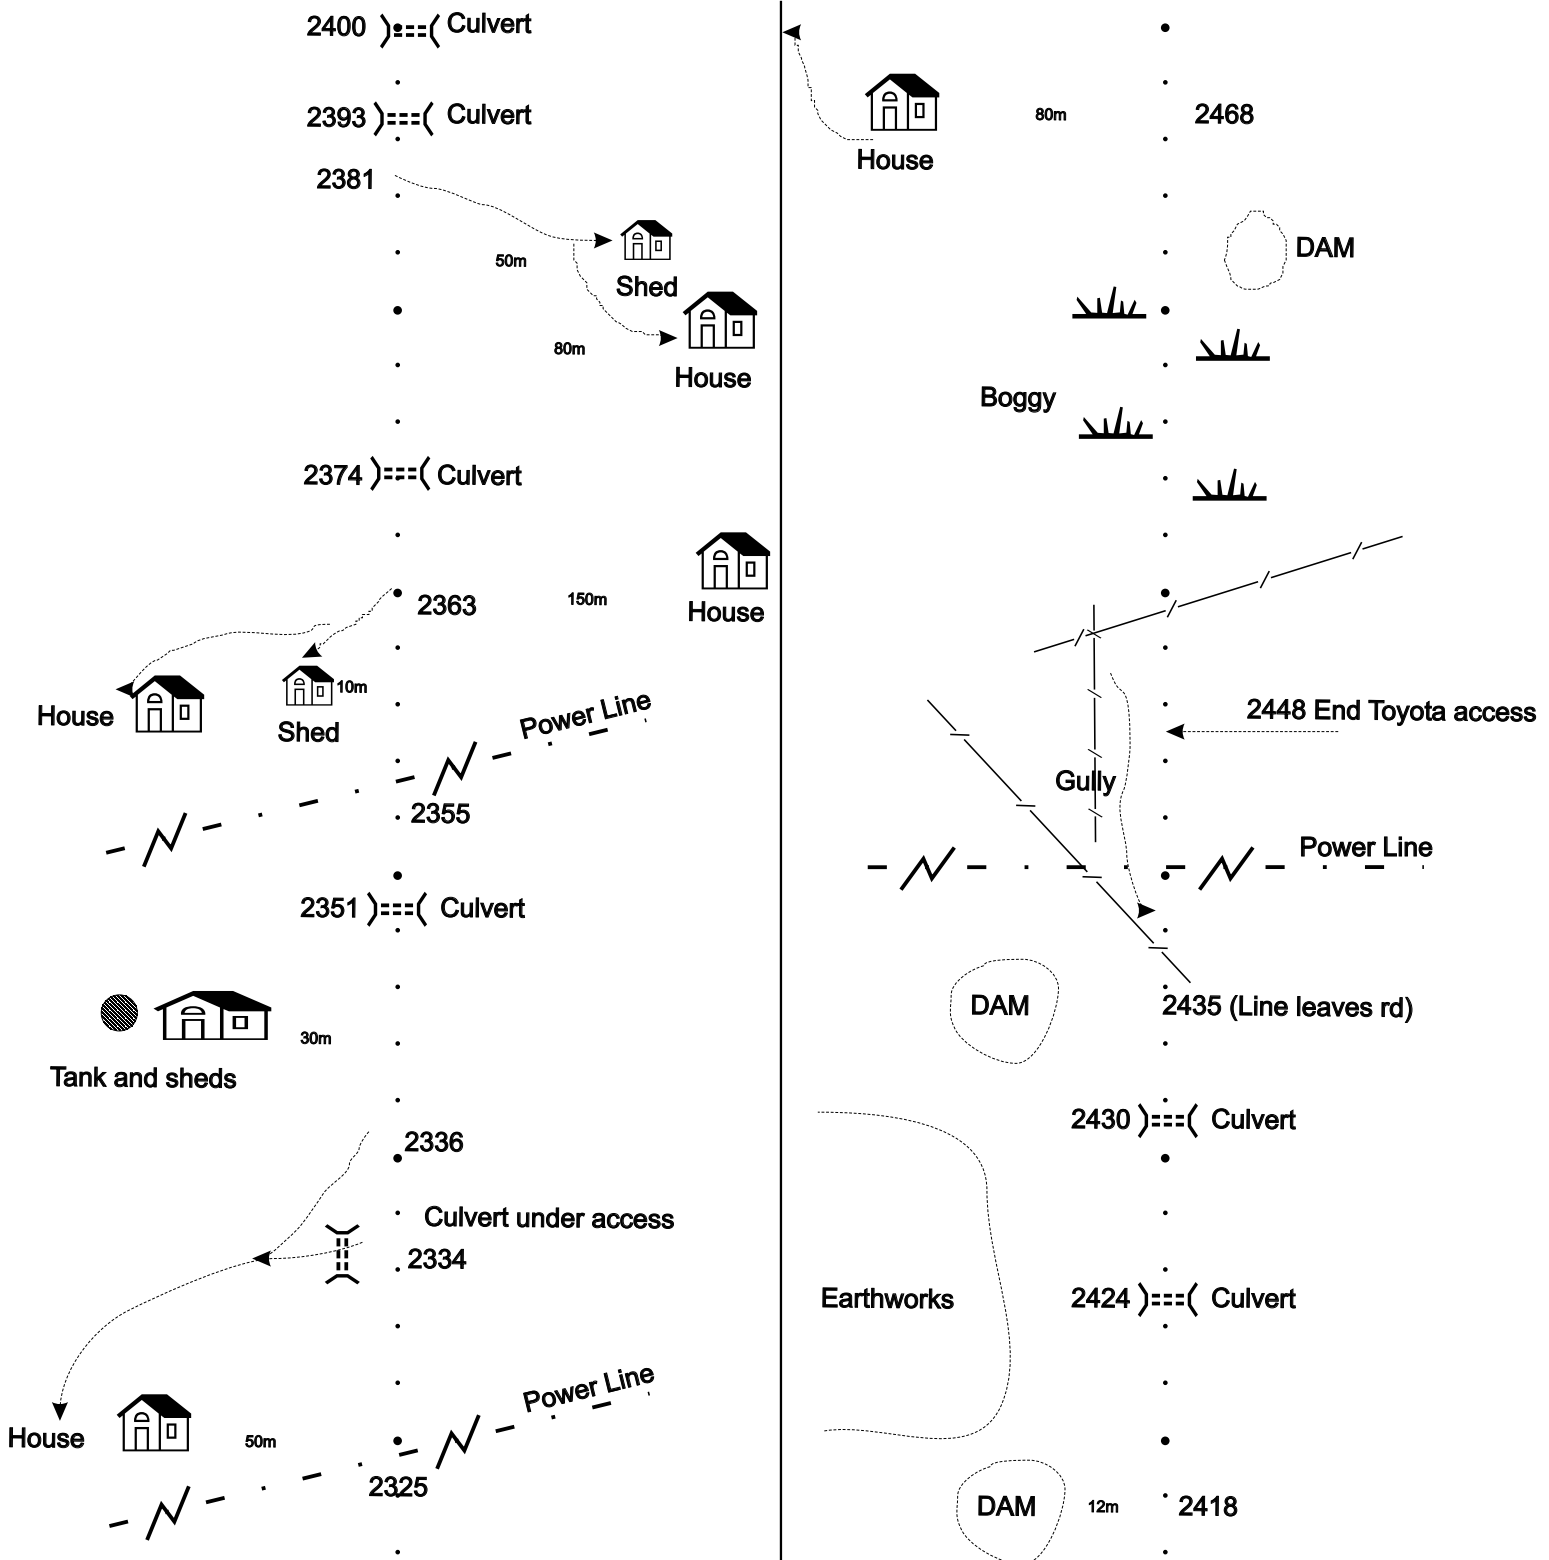 2400 Culvert
2393 Culvert
2381
50m
Shed
80m
House
2374 Culvert
2363
150m
House
House
10m
Shed
Power Line
2355
2351 Culvert
30m
Tank and sheds
2336
Culvert under access
2334
Power Line
House
50m
2325
80m
2468
House
DAM
Boggy
2448 End Toyota access
Gully
Power Line
DAM
2435 (Line leaves rd)
2430 Culvert
Earthworks
2424 Culvert
DAM
12m
2418